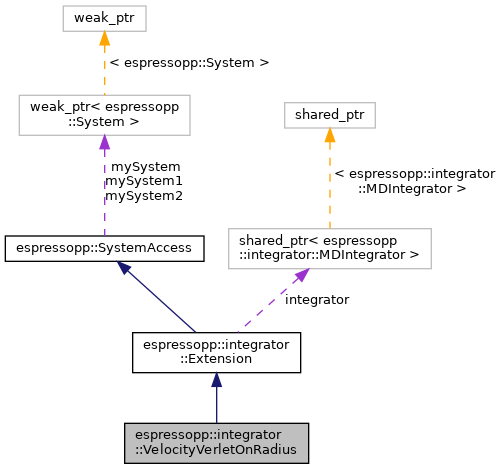 weak_ptr
< espressopp::System >
weak_ptr< espressopp
::System >
shared_ptr
mySystem
mySystem1
mySystem2
< espressopp::integrator
::MDIntegrator >
espressopp::SystemAccess
shared_ptr< espressopp
::integrator::MDIntegrator >
integrator
espressopp::integrator
::Extension
espressopp::integrator
::VelocityVerletOnRadius